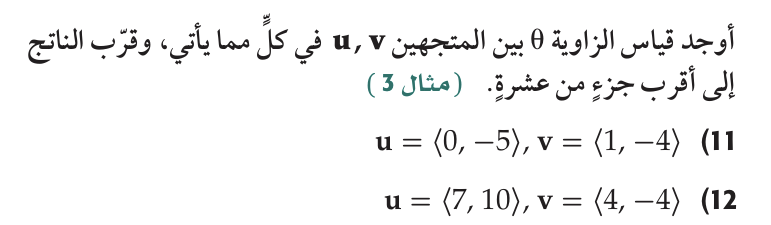 أوجد قياس الزاوية θ بين المتجهين u, v في كلٍّ مما يأتي، وقرّب الناتج
إلى أقرب جزءٍ من عشرةٍ. (مثال 3)
u = ⟨0, −5⟩, v = ⟨1, −4⟩ (11
u = ⟨7, 10⟩, v = ⟨4, −4⟩ (12